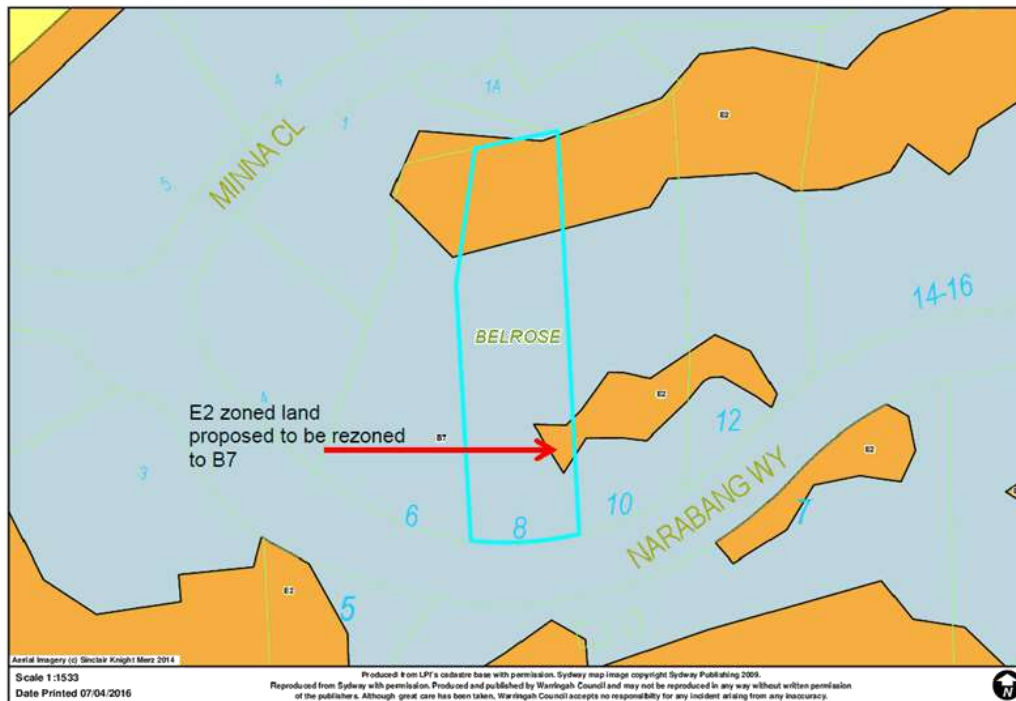 4
1A
1
E2
MINNA CL
5
14-16
BELROSE
E2
E2 zoned land
proposed to be rezoned
to B7
B7
4
12
3
E2
6
8
10
NARABANG WY
7
E2
5
Aerial Imagery (c) Sinclair Knight Merz 2014
Scale 1:1533
Date Printed 07/04/2016
Produced from LPI's cadastre base with permission. Sydway map image copyright Sydway Publishing 2009.
Reproduced from Sydway with permission. Produced and published by Warringah Council and may not be reproduced in any way without written permission
of the publishers. Although great care has been taken, Warringah Council accepts no responsibility for any incident arising from any inaccuracy.
N